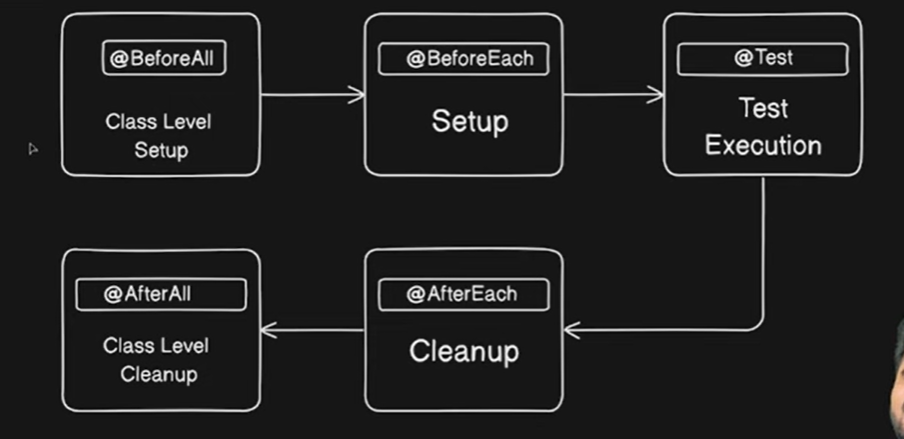 @BeforeAll
Class Level
Setup
@BeforeEach
Setup
@Test
Test
Execution
@AfterAll
Class Level
Cleanup
@AfterEach
Cleanup